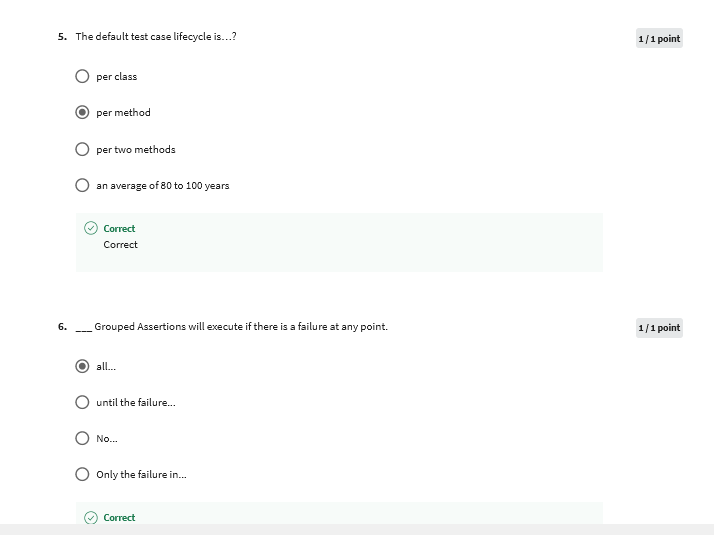 5. The default test case lifecycle is...?
1 / 1 point
per class
per method
per two methods
an average of 80 to 100 years
Correct
Correct
6. ___ Grouped Assertions will execute if there is a failure at any point.
1 / 1 point
all...
until the failure...
No...
Only the failure in...
Correct